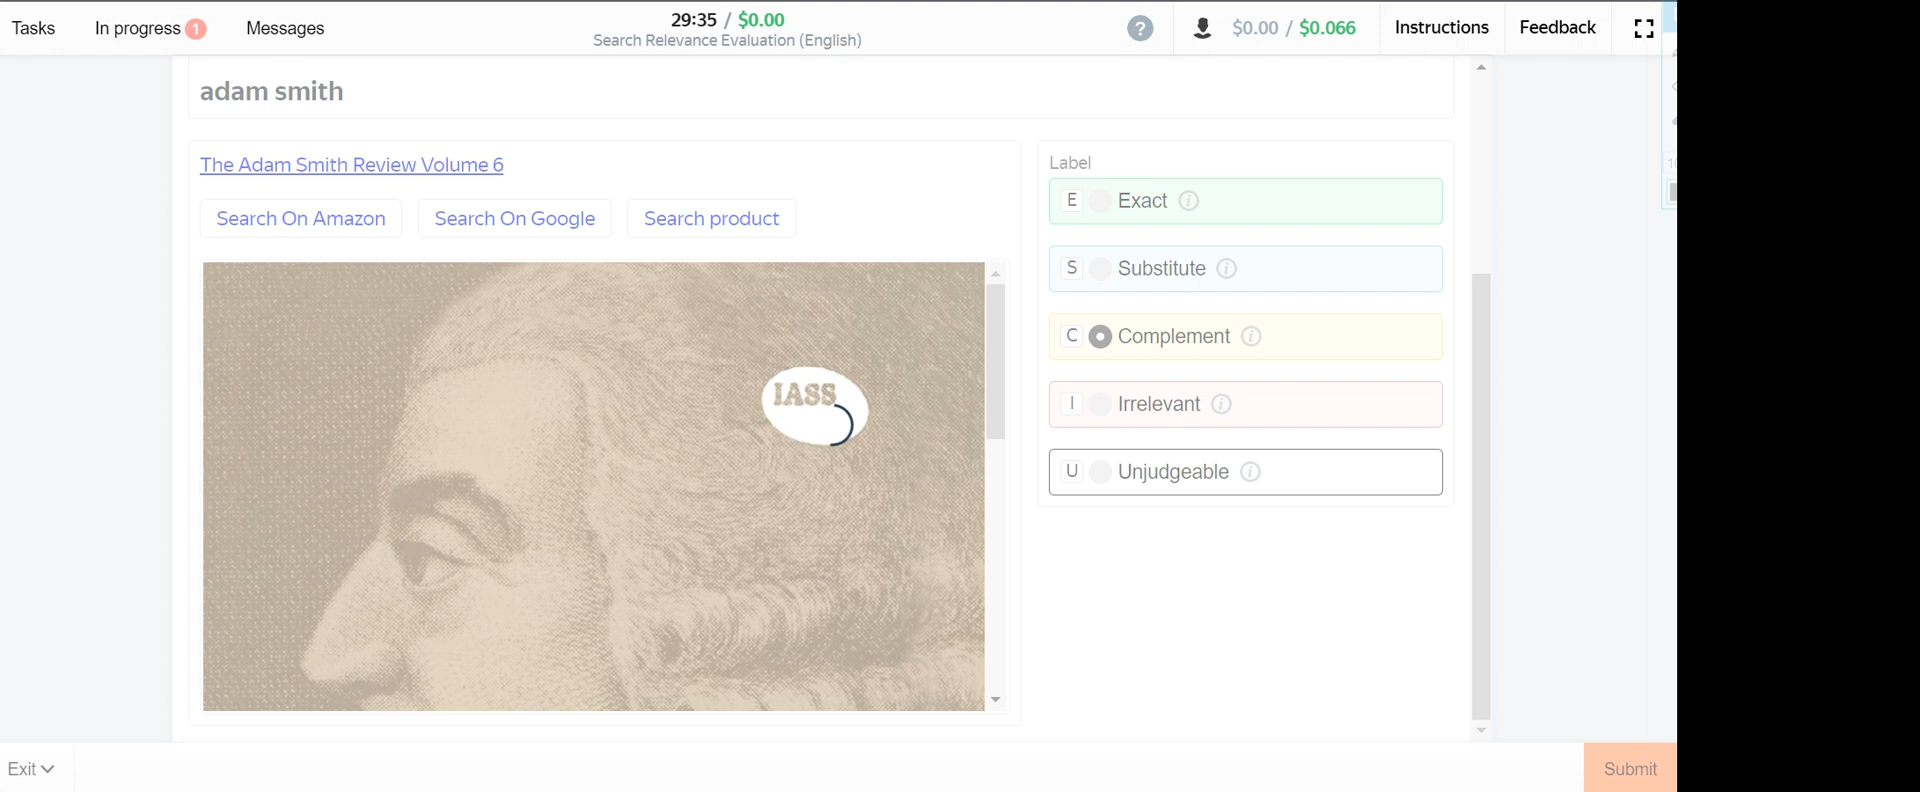 Tasks
In progress 1
Messages
29:35 / $0.00
Search Relevance Evaluation (English)
?
$0.00 / $0.066
Instructions
Feedback
adam smith
The Adam Smith Review Volume 6
Search On Amazon
Search On Google
Search product
IASS
Label
E Exact i
S Substitute i
C Complement i
I Irrelevant i
U Unjudgeable i
Exit
Submit